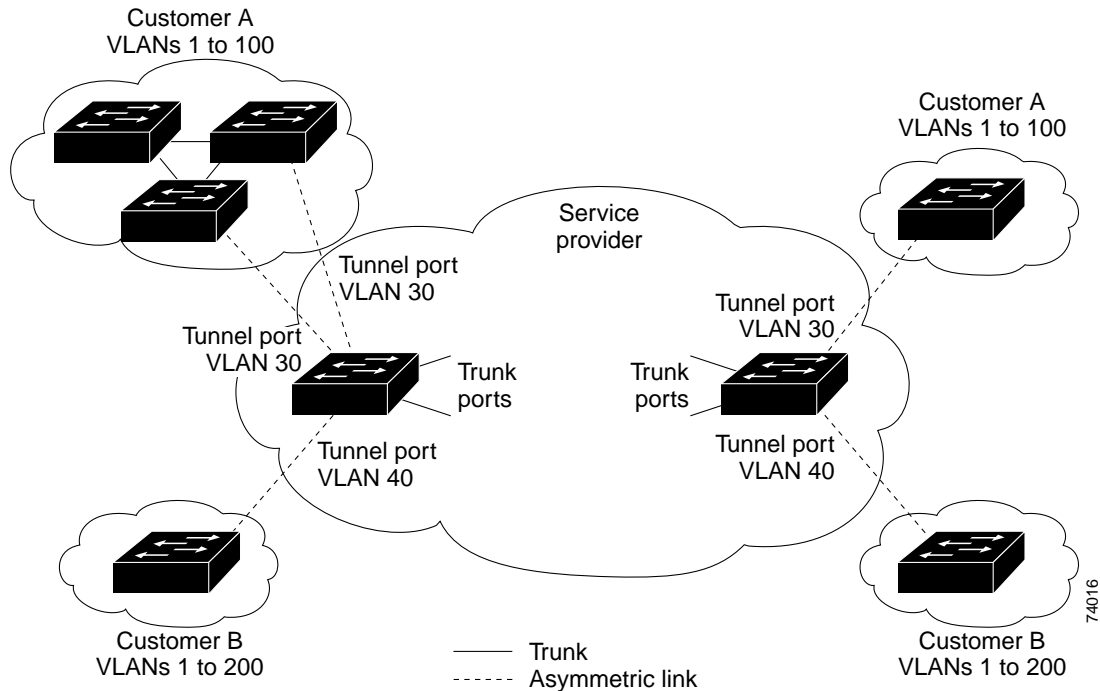 Customer A
VLANs 1 to 100
Customer A
VLANs 1 to 100
Service
provider
Tunnel port
VLAN 30
Tunnel port
VLAN 30
Tunnel port
VLAN 30
Trunk
ports
Trunk
ports
Tunnel port
VLAN 40
Tunnel port
VLAN 40
74016
Customer B
VLANs 1 to 200
Customer B
VLANs 1 to 200
Trunk
Asymmetric link